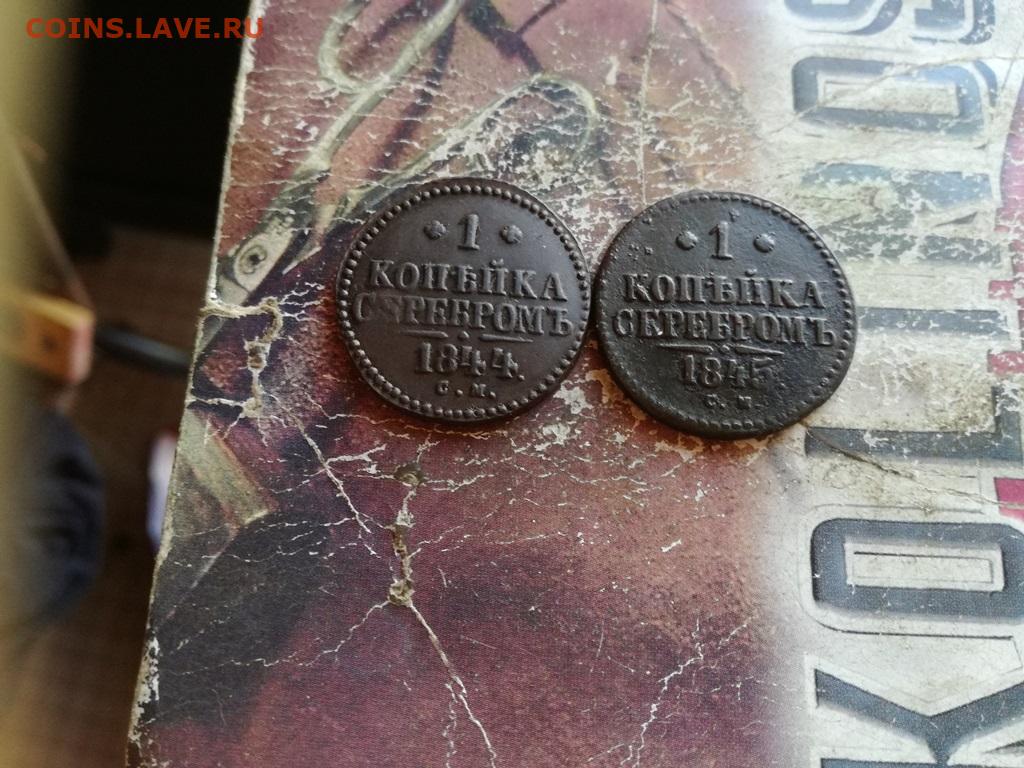 COINS.LAVE.RU
1
КОПѢЙКА
СЕРЕБРОМЪ
1844.
С.М.
1
КОПѢЙКА
СЕРЕБРОМЪ
1845
С.М.